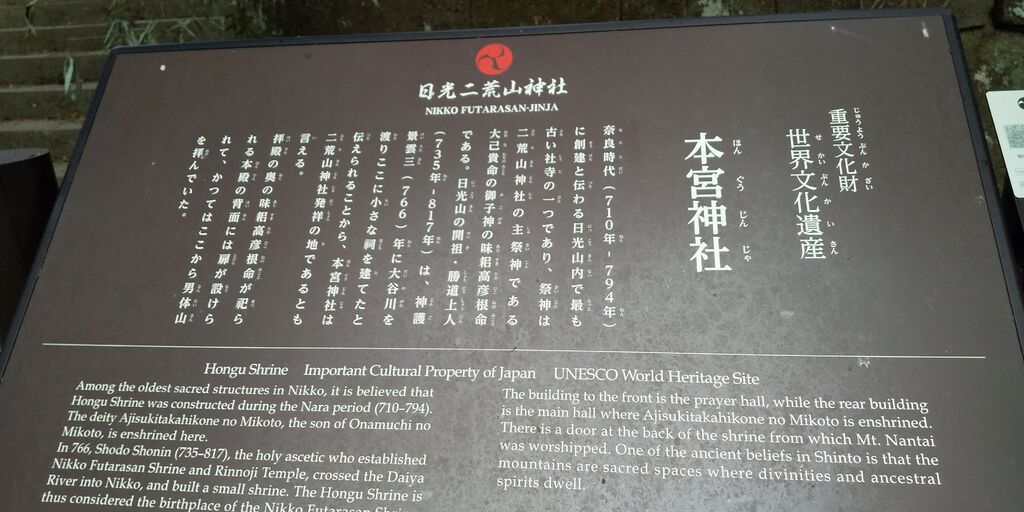 日光二荒山神社
NIKKO FUTARASAN-JINJA
重要文化財
世界文化遺産
本宮神社
奈良時代（710年-794年）
に創建と伝わる日光山内で最も
古い社寺の一つであり、祭神は
二荒山神社の主祭神である
大己貴命の御子神の味耜高彦根命
である。日光山の開祖・勝道上人
（735年-817年）は、神護
景雲三（766）年に大谷川を
渡りここに小さな祠を建てたと
伝えられることから、本宮神社は
二荒山神社発祥の地であるとも
言える。
拝殿の奥の味耜高彦根命が祀ら
れる本殿の背面には扉が設けら
れて、かつてはここから男体山
を拝んでいた。
Hongu Shrine Important Cultural Property of Japan UNESCO World Heritage Site
Among the oldest sacred structures in Nikko, it is believed that
Hongu Shrine was constructed during the Nara period (710–794).
The deity Ajisukitakahikone no Mikoto, the son of Onamuchi no
Mikoto, is enshrined here.
In 766, Shodo Shonin (735–817), the holy ascetic who established
Nikko Futarasan Shrine and Rinnoji Temple, crossed the Daiya
River into Nikko, and built a small shrine. The Hongu Shrine is
thus considered the birthplace of the Nikko Futarasan
The building to the front is the prayer hall, while the rear building
is the main hall where Ajisukitakahikone no Mikoto is enshrined.
There is a door at the back of the shrine from which Mt. Nantai
was worshipped. One of the ancient beliefs in Shinto is that the
mountains are sacred spaces where divinities and ancestral
spirits dwell.